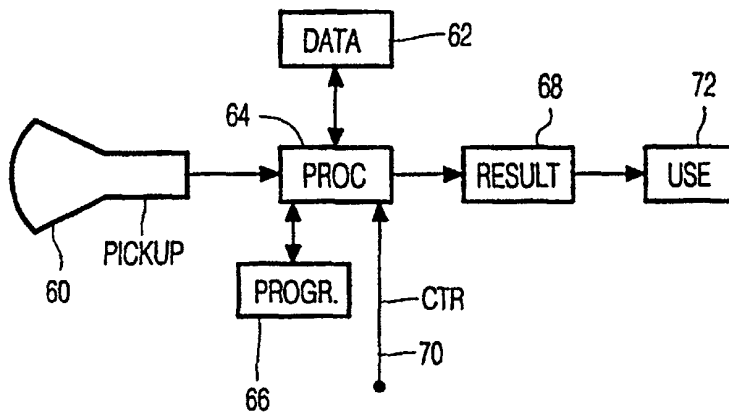 DATA
62
64
68
72
PROC
RESULT
USE
PICKUP
60
PROGR.
CTR
66
70